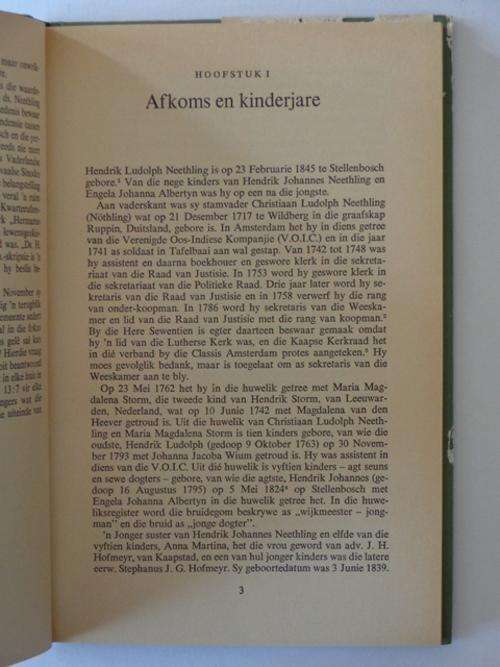 maar onwik-
re.
is die waarde-
ds. Neethling
HOOFSTUK I
Afkoms en kinderjare
Hendrik Ludolph Neethling is op 23 Februarie 1845 te Stellenbosch
gebore.¹ Van die nege kinders van Hendrik Johannes Neethling en
Engela Johanna Albertyn was hy op een na die jongste.
Aan vaderskant was sy stamvader Christiaan Ludolph Neethling
(Nöthling) wat op 21 Desember 1717 te Wildberg in die graafskap
Ruppin, Duitsland, gebore is. In Amsterdam het hy in diens getree
van die Verenigde Oos-Indiese Kompanjie (V.O.I.C.) en in die jaar
1741 as soldaat in Tafelbaai aan wal gestap. Van 1742 tot 1748 was
hy assistent en daarna boekhouer en geswore klerk in die sekreta-
riaat van die Raad van Justisie. In 1753 word hy geswore klerk in
die sekretariaat van die Politieke Raad. Drie jaar later word hy se-
kretaris van die Raad van Justisie en in 1758 verwerf hy die rang
van onder-koopman. In 1786 word hy sekretaris van die Weeska-
mer en lid van die Raad van Justisie met die rang van koopman.²
By die Here Sewentien is egter daarteen beswaar gemaak omdat
hy 'n lid van die Lutherse Kerk was, en die Kaapse Kerkraad het
in dié verband by die Classis Amsterdam protes aangeteken.³ Hy
moes gevolglik bedank, maar is toegelaat om as sekretaris van die
Weeskamer aan te bly.
Op 23 Mei 1762 het hy in die huwelik getree met Maria Mag-
dalena Storm, die tweede kind van Hendrik Storm, van Leeuwar-
den, Nederland, wat op 10 Junie 1742 met Magdalena van den
Heever getroud is. Uit die huwelik van Christiaan Ludolph Neeth-
ling en Maria Magdalena Storm is tien kinders gebore, van wie die
oudste, Hendrik Ludolph (gedoop 9 Oktober 1763) op 30 Novem-
ber 1793 met Johanna Jacoba Wium getroud is. Hy was assistent in
diens van die V.O.I.C. Uit dié huwelik is vyftien kinders – agt seuns
en sewe dogters – gebore, van wie die agtste, Hendrik Johannes (ge-
doop 16 Augustus 1795) op 5 Mei 1824⁴ op Stellenbosch met
Engela Johanna Albertyn in die huwelik getree het. In die huwe-
liksregister word die bruidegom beskrywe as „wijkmeester – jong-
man” en die bruid as „jonge dogter”.
'n Jonger suster van Hendrik Johannes Neethling en elfde van die
vyftien kinders, Anna Martina, het die vrou geword van adv. J. H.
Hofmeyr, van Kaapstad, en een van hul jonger kinders was die latere
eerw. Stephanus J. G. Hofmeyr. Sy geboortedatum was 3 Junie 1839.
3